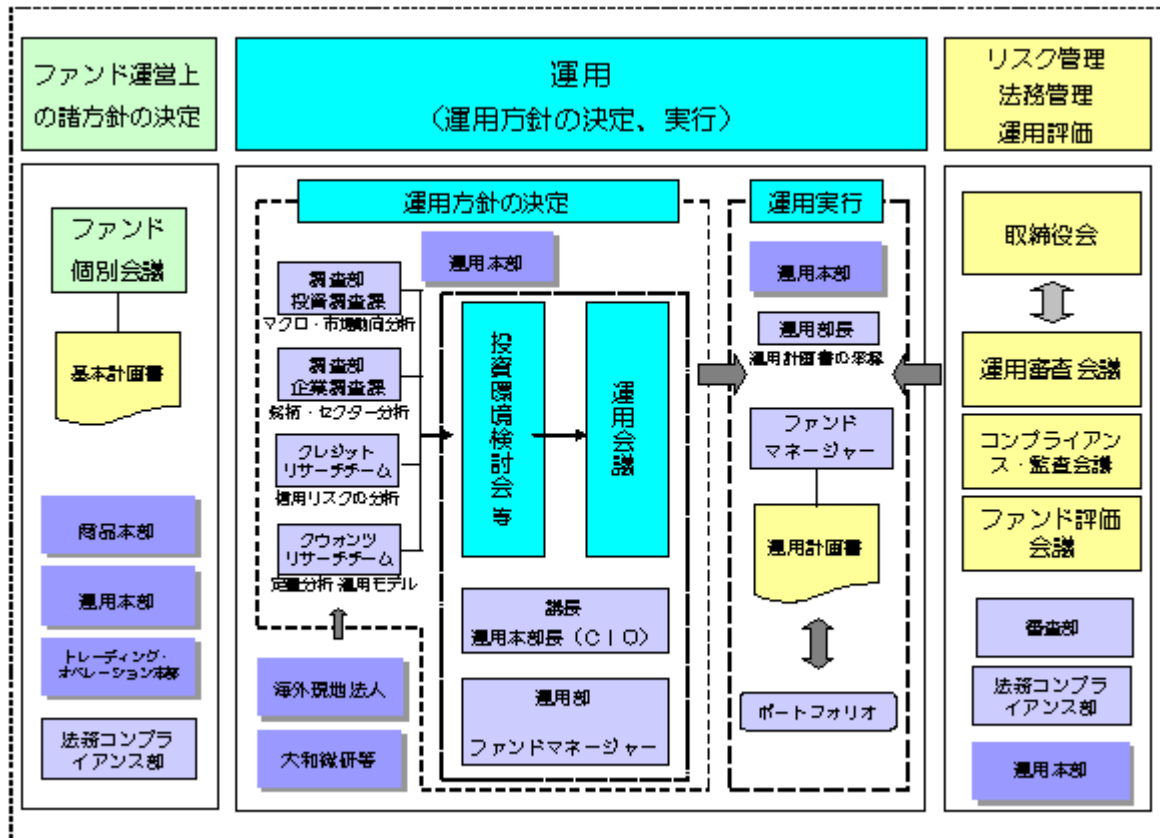 ファンド運営上
の諸方針の決定
運用
(運用方針の決定、実行)
リスク管理
法務管理
運用評価
ファンド
個別会議
基本計画書
商品本部
運用本部
トレーディング・
オペレーション本部
法務コンプラ
イアンス部
運用方針の決定
運用本部
調査部
投資調査課
マクロ・市場動向分析
調査部
企業調査課
銘柄・セクター分析
クレジット
リサーチチーム
信用リスクの分析
クウォンツ
リサーチチーム
定量分析・運用モデル
海外現地法人
大和総研等
投資環境検討会 等
運用会議
議長
運用本部長(CIO)
運用部
ファンドマネージャー
運用実行
運用本部
運用部長
運用計画書の承認
ファンド
マネージャー
運用計画書
ポートフォリオ
取締役会
運用審査会議
コンプライアン
ス・監査会議
ファンド評価
会議
審査部
法務コンプラ
イアンス部
運用本部